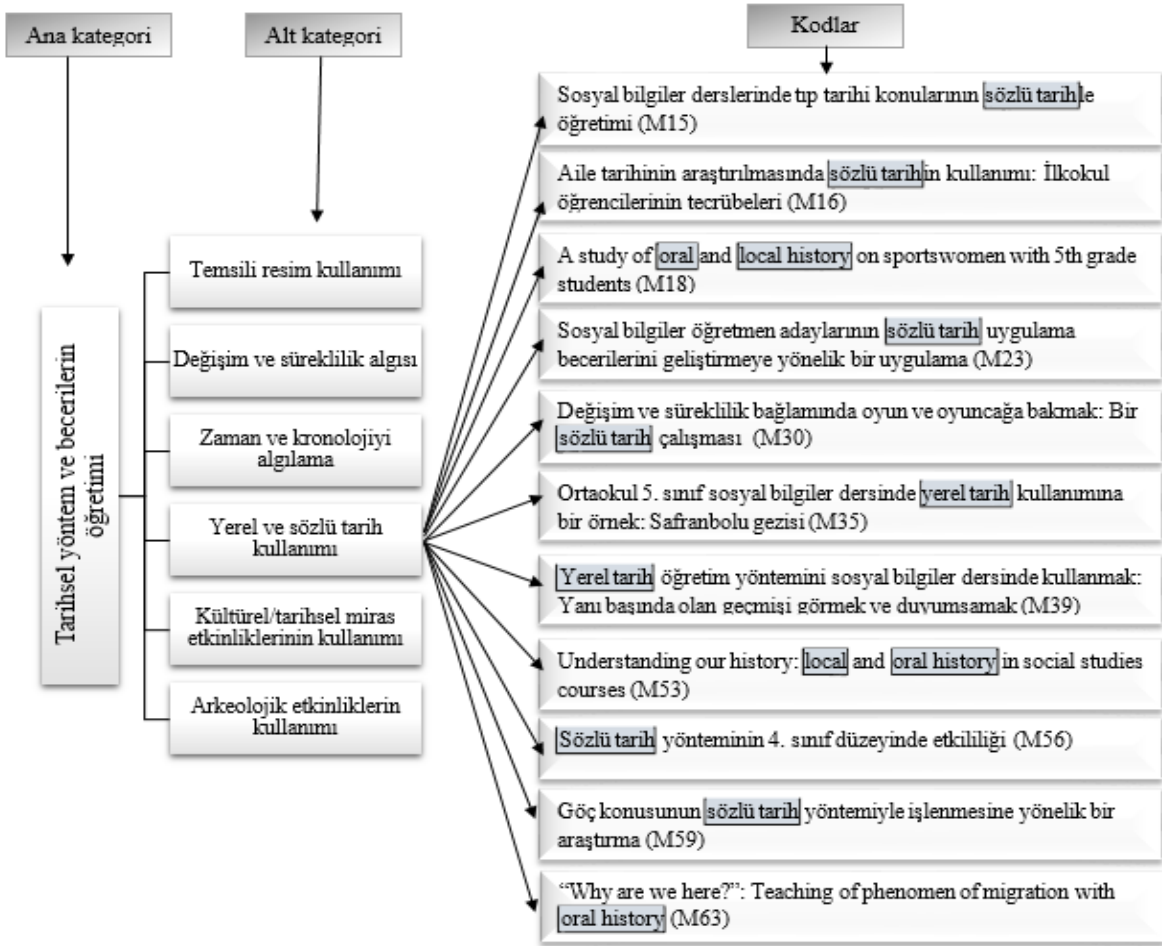 Ana kategori
Alt kategori
Kodlar
Tarihsel yöntem ve becerilerin
öğretimi
Temsili resim kullanımı
Değişim ve süreklilik algısı
Zaman ve kronolojiyi
algılama
Yerel ve sözlü tarih
kullanımı
Kültürel/tarihsel miras
etkinliklerinin kullanımı
Arkeolojik etkinliklerin
kullanımı
Sosyal bilgiler derslerinde tıp tarihi konularının sözlü tarihle
öğretimi (M15)
Aile tarihinin araştırılmasında sözlü tarihin kullanımı: İlkokul
öğrencilerinin tecrübeleri (M16)
A study of oral and local history on sportswomen with 5th grade
students (M18)
Sosyal bilgiler öğretmen adaylarının sözlü tarih uygulama
becerilerini geliştirmeye yönelik bir uygulama (M23)
Değişim ve süreklilik bağlamında oyun ve oyuncağa bakmak: Bir
sözlü tarih çalışması (M30)
Ortaokul 5. sınıf sosyal bilgiler dersinde yerel tarih kullanımına
bir örnek: Safranbolu gezisi (M35)
Yerel tarih öğretim yöntemini sosyal bilgiler dersinde kullanmak:
Yanı başında olan geçmişi görmek ve duyumsamak (M39)
Understanding our history: local and oral history in social studies
courses (M53)
Sözlü tarih yönteminin 4. sınıf düzeyinde etkililiği (M56)
Göç konusunun sözlü tarih yöntemiyle işlenmesine yönelik bir
araştırma (M59)
“Why are we here?”: Teaching of phenomen of migration with
oral history (M63)